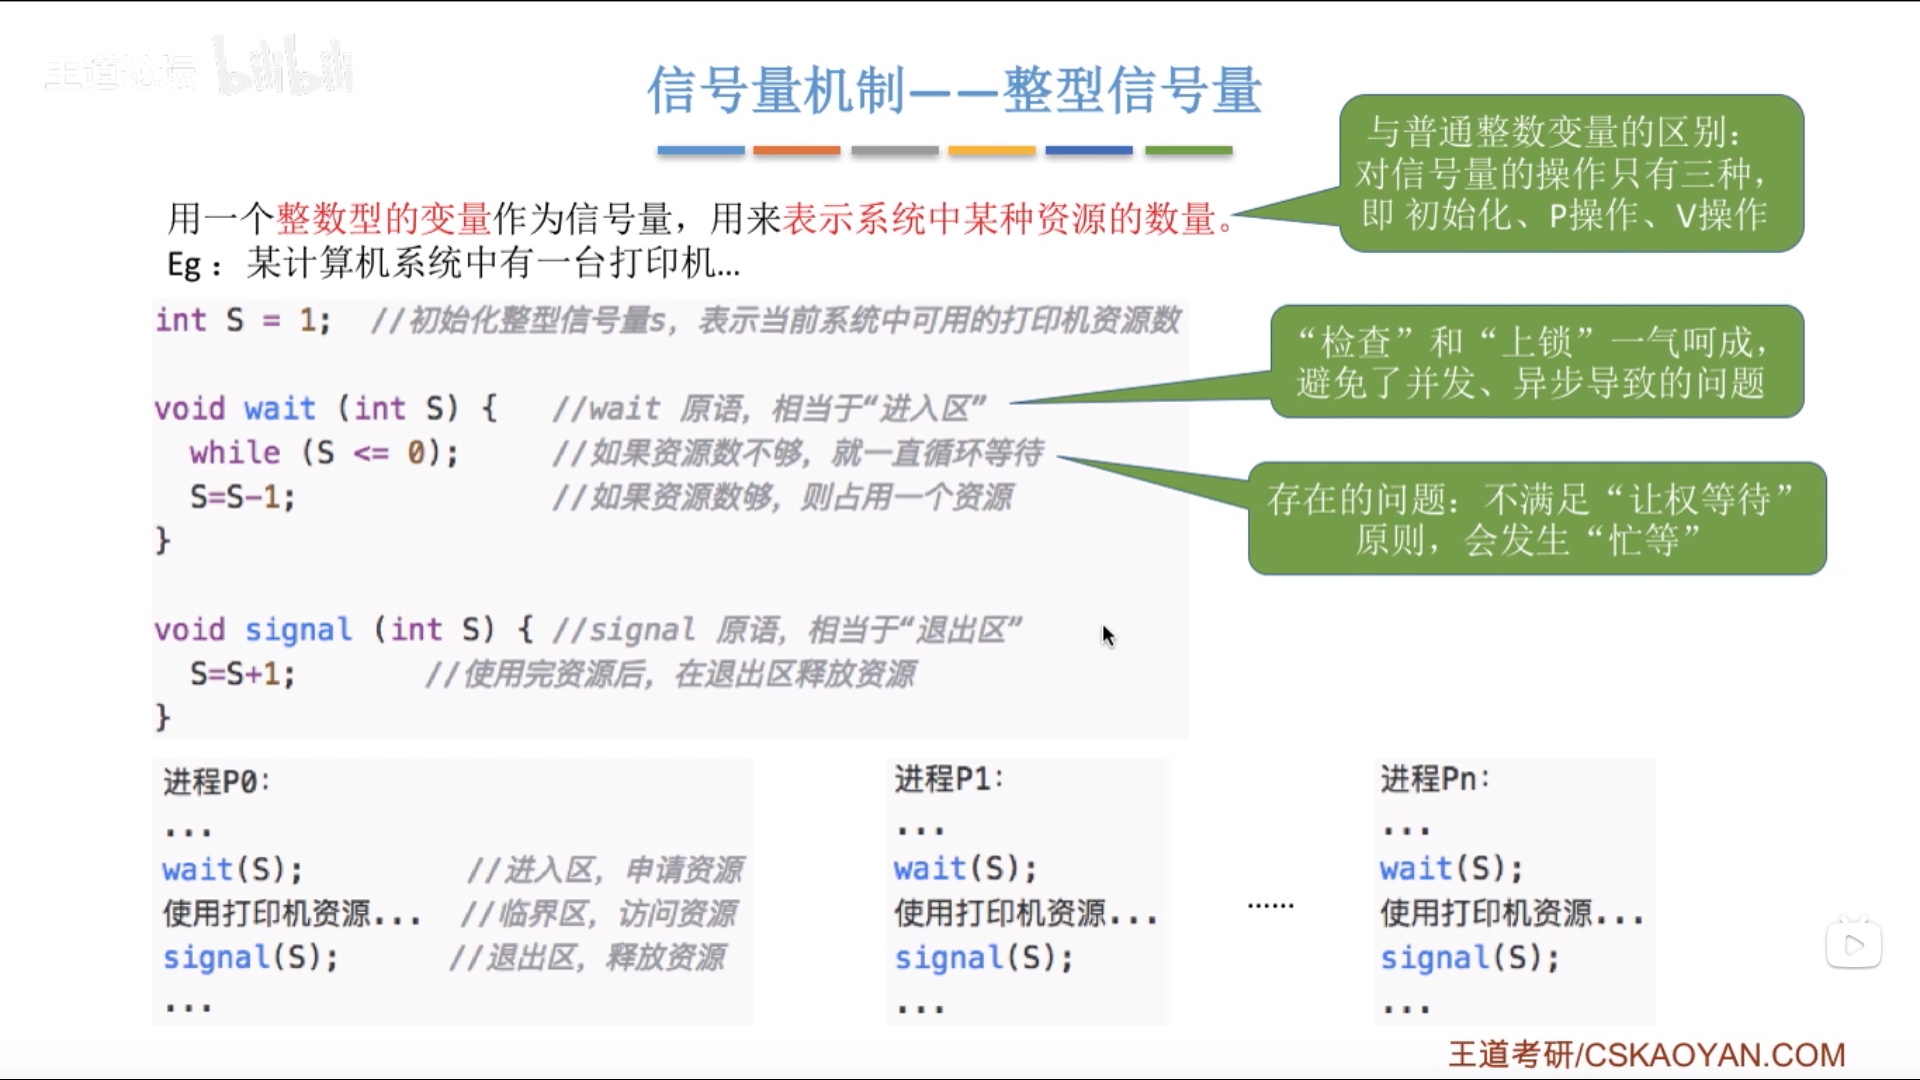 王道论坛 bilibili
信号量机制——整型信号量
与普通整数变量的区别：
对信号量的操作只有三种，
即 初始化、P操作、V操作
用一个整数型的变量作为信号量，用来表示系统中某种资源的数量。
Eg：某计算机系统中有一台打印机...
int S = 1;  //初始化整型信号量s，表示当前系统中可用的打印机资源数
void wait (int S) {   //wait 原语，相当于“进入区”
while (S <= 0);   //如果资源数不够，就一直循环等待
S=S-1;   //如果资源数够，则占用一个资源
}
“检查”和“上锁”一气呵成，
避免了并发、异步导致的问题
存在的问题：不满足“让权等待”
原则，会发生“忙等”
void signal (int S) { //signal 原语，相当于“退出区”
S=S+1;   //使用完资源后，在退出区释放资源
}
进程P0：
...
wait(S);   //进入区，申请资源
使用打印机资源...   //临界区，访问资源
signal(S);   //退出区，释放资源
...
进程P1：
...
wait(S);
使用打印机资源...
signal(S);
...
......
进程Pn：
...
wait(S);
使用打印机资源...
signal(S);
...
王道考研/CSKAOYAN.COM